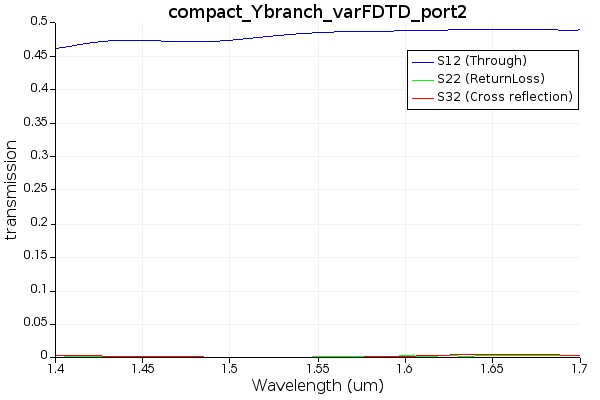 compact_Ybranch_varFDTD_port2
0.5
0.45
0.4
0.35
0.3
0.25
0.2
0.15
0.1
0.05
0
transmission
S12 (Through)
S22 (ReturnLoss)
S32 (Cross reflection)
1.4 1.45 1.5 1.55 1.6 1.65 1.7
Wavelength (um)